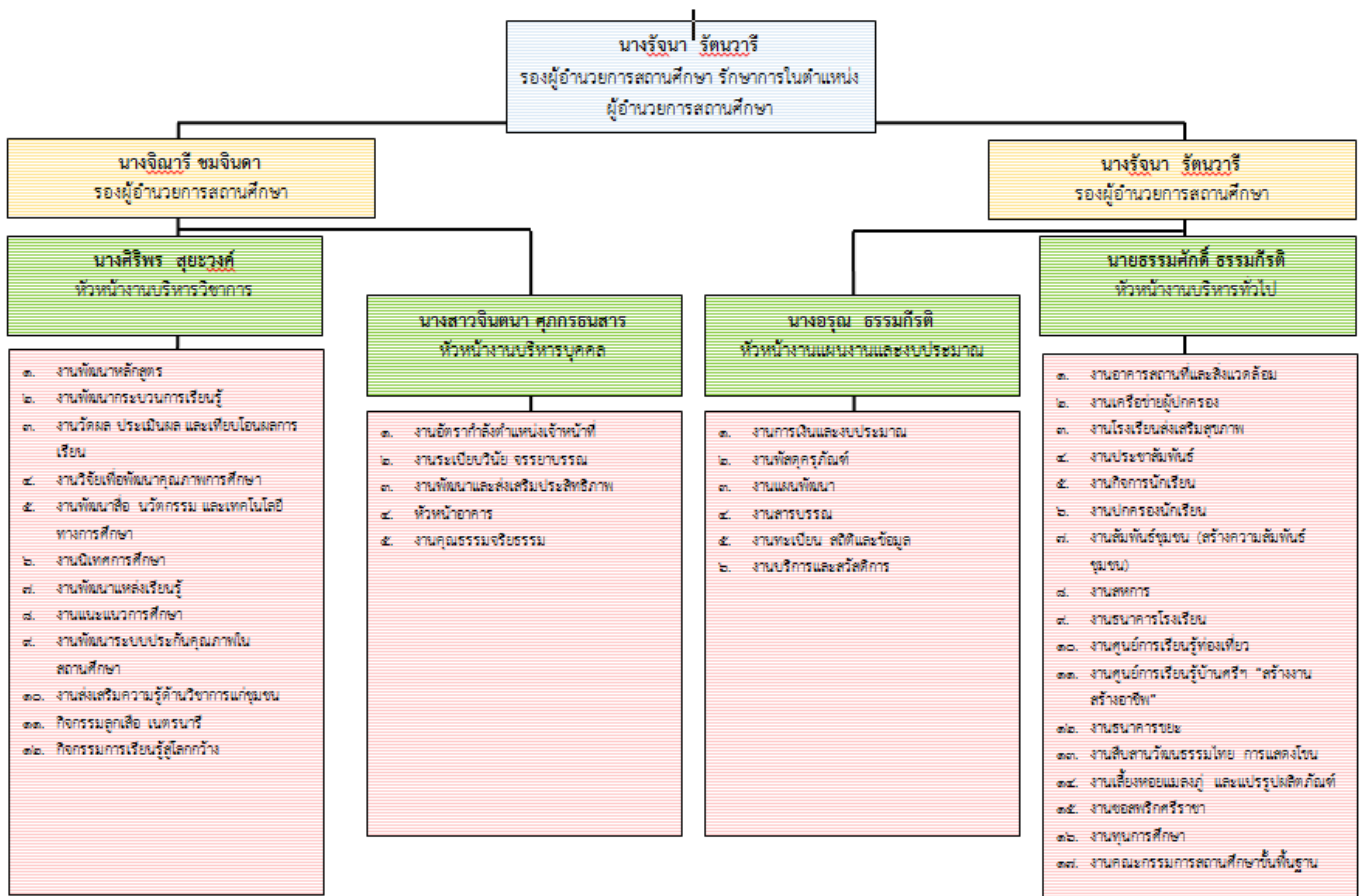 นางรัจนา รัตนวารี
รองผู้อำนวยการสถานศึกษา รักษาการในตำแหน่ง
ผู้อำนวยการสถานศึกษา
นางจิณารี ชมจินดา
รองผู้อำนวยการสถานศึกษา
นางรัจนา รัตนวารี
รองผู้อำนวยการสถานศึกษา
นางศิริพร สุยะวงค์
หัวหน้างานบริหารวิชาการ
๑. งานพัฒนาหลักสูตร
๒. งานพัฒนากระบวนการเรียนรู้
๓. งานวัดผล ประเมินผล และเทียบโอนผลการ
เรียน
๔. งานวิจัยเพื่อพัฒนาคุณภาพการศึกษา
๕. งานพัฒนาสื่อ นวัตกรรม และเทคโนโลยี
ทางการศึกษา
๖. งานนิเทศการศึกษา
๗. งานพัฒนาแหล่งเรียนรู้
๘. งานแนะแนวการศึกษา
๙. งานพัฒนาระบบประกันคุณภาพใน
สถานศึกษา
๑๐. งานส่งเสริมความรู้ด้านวิชาการแก่ชุมชน
๑๑. กิจกรรมลูกเสือ เนตรนารี
๑๒. กิจกรรมการเรียนรู้สู่โลกกว้าง
นางสาวจินตนา ศุภกรธนสาร
หัวหน้างานบริหารบุคคล
๑. งานอัตรากำลังตำแหน่งเจ้าหน้าที่
๒. งานระเบียบวินัย จรรยาบรรณ
๓. งานพัฒนาและส่งเสริมประสิทธิภาพ
๔. หัวหน้าอาคาร
๕. งานคุณธรรมจริยธรรม
นางอรุณ ธรรมกีรติ
หัวหน้างานแผนงานและงบประมาณ
๑. งานการเงินและงบประมาณ
๒. งานพัสดุครุภัณฑ์
๓. งานแผนพัฒนา
๔. งานสารบรรณ
๕. งานทะเบียน สถิติและข้อมูล
๖. งานบริการและสวัสดิการ
นายธรรมศักดิ์ ธรรมกีรติ
หัวหน้างานบริหารทั่วไป
๑. งานอาคารสถานที่และสิ่งแวดล้อม
๒. งานเครือข่ายผู้ปกครอง
๓. งานโรงเรียนส่งเสริมสุขภาพ
๔. งานประชาสัมพันธ์
๕. งานกิจการนักเรียน
๖. งานปกครองนักเรียน
๗. งานสัมพันธ์ชุมชน (สร้างความสัมพันธ์
ชุมชน)
๘. งานสหการ
๙. งานธนาคารโรงเรียน
๑๐. งานศูนย์การเรียนรู้ท่องเที่ยว
๑๑. งานศูนย์การเรียนรู้บ้านศรีฯ "สร้างงาน
สร้างอาชีพ"
๑๒. งานธนาคารขยะ
๑๓. งานสืบสานวัฒนธรรมไทย การแสดงโขน
๑๔. งานเลี้ยงหอยแมลงภู่ และแปรรูปผลิตภัณฑ์
๑๕. งานซอสพริกศรีราชา
๑๖. งานทุนการศึกษา
๑๗. งานคณะกรรมการสถานศึกษาขั้นพื้นฐาน